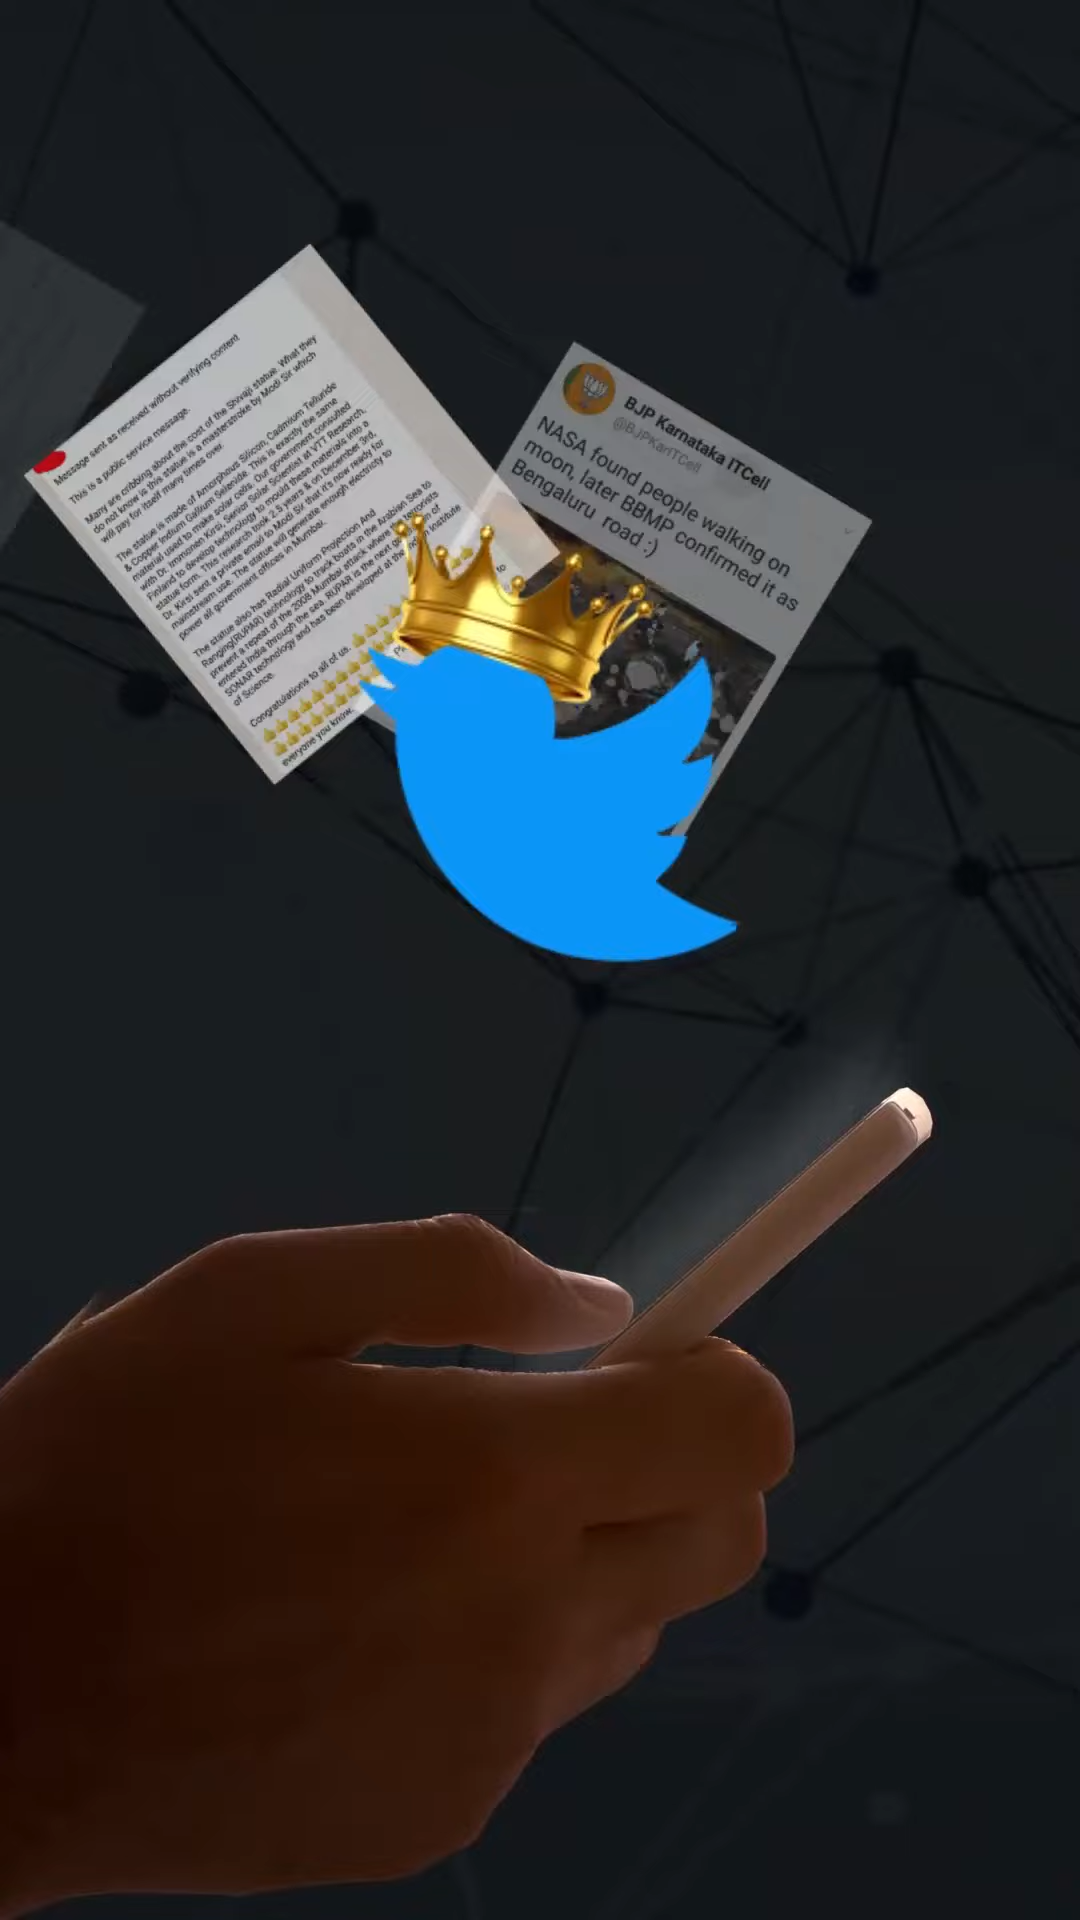 Message sent as received without verifying content
This is a public service message.
Many are cribbing about the cost of the Shivaji statue. What they
do not know is this statue is a masterstroke by Modi Sir which
will pay for itself many times over.
The statue is made of Amorphous Silicon, Cadmium Telluride
& Copper Indium Gallium Selenide. This is exactly the same
material used to make solar cells. Our government consulted
with Dr. Immonen Kirsi, Senior Solar Scientist at VTT Research,
Finland to develop technology to mould these materials into a
statue form. This research took 2.5 years & on December 3rd,
Dr. Kirsi sent a private email to Modi Sir that it's now ready for
mainstream use. The statue will generate enough electricity to
power all government offices in Mumbai.
The statue also has Radial Uniform Projection And
Ranging(RUPAR) technology to track boats in the Arabian Sea to
prevent a repeat of the 2008 Mumbai attack where
entered India through the sea. RUPAR is the next
SONAR technology and has been developed at the Institute
of Science.
Congratulations to all of us.
👍👍👍👍👍👍👍👍👍
👍👍👍👍👍👍👍
everyone you know.
BJP Karnataka ITCell
@BJPKarITCell
NASA found people walking on
moon, later BBMP confirmed it as
Bengaluru road :)